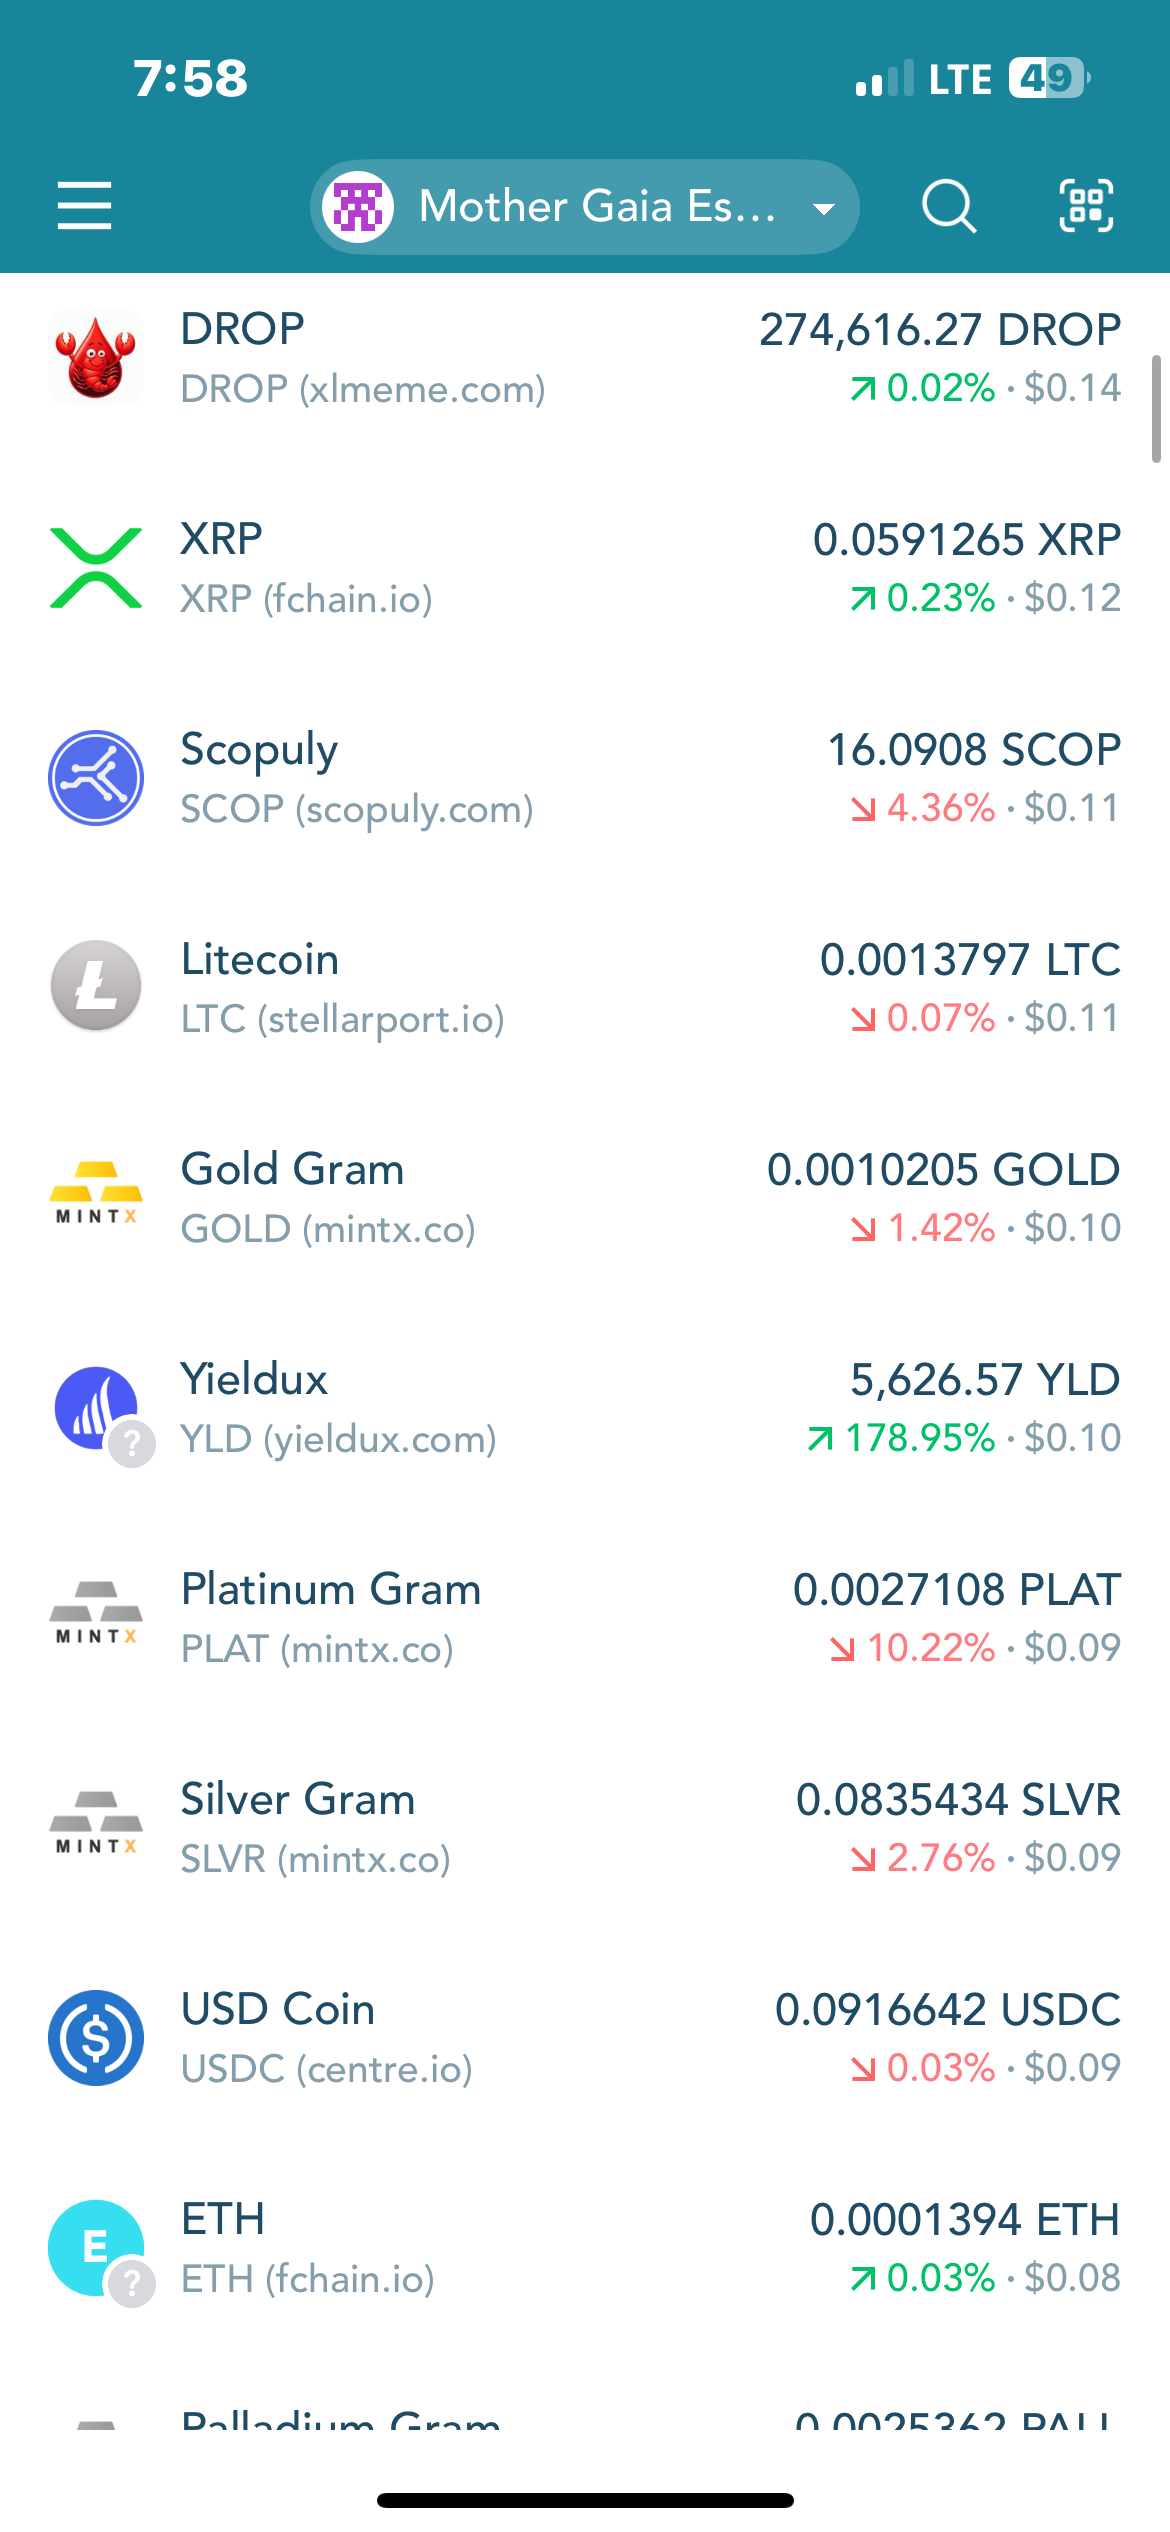 7:58
LTE 49
Mother Gaia Es...
DROP
274,616.27 DROP
DROP (xlmeme.com)
0.02% · $0.14
XRP
0.0591265 XRP
XRP (fchain.io)
0.23% · $0.12
Scopuly
16.0908 SCOP
SCOP (scopuly.com)
4.36% · $0.11
Litecoin
0.0013797 LTC
LTC (stellarport.io)
0.07% · $0.11
Gold Gram
0.0010205 GOLD
MINTX
GOLD (mintx.co)
1.42% · $0.10
Yieldux
5,626.57 YLD
?
YLD (yieldux.com)
178.95% · $0.10
Platinum Gram
0.0027108 PLAT
MINTX
PLAT (mintx.co)
10.22% · $0.09
Silver Gram
0.0835434 SLVR
MINTX
SLVR (mintx.co)
2.76% · $0.09
USD Coin
0.0916642 USDC
$
USDC (centre.io)
0.03% · $0.09
ETH
0.0001394 ETH
E
?
ETH (fchain.io)
0.03% · $0.08
Palladium Gram
0.0025362 PALL